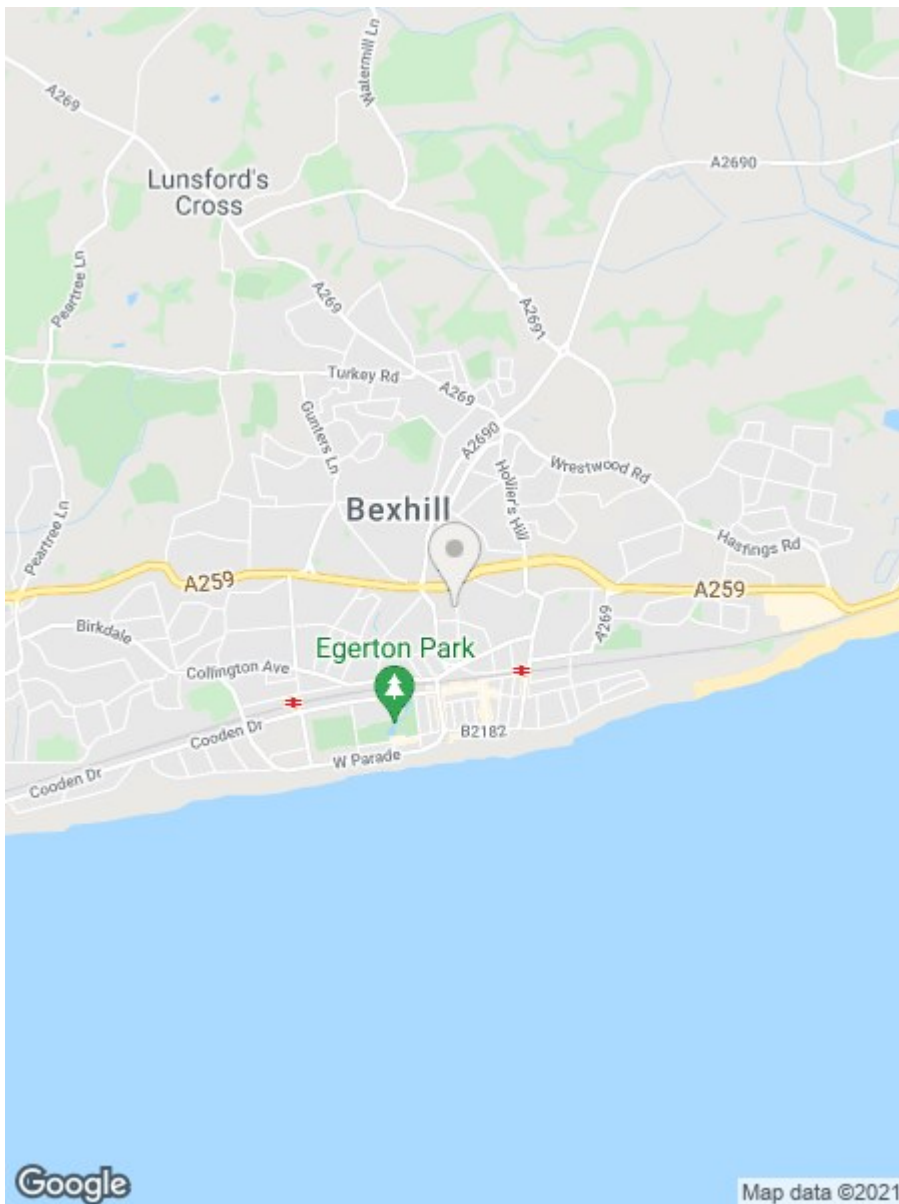 Watermill Ln
A269
A2690
Lunsford's
Cross
Peartree Ln
A269
A2691
Turkey Rd
A269
Gunters Ln
A2690
Wrestwood Rd
Hollier's Hill
Bexhill
Peartree Ln
Hastings Rd
A259
A259
Birkdale
A269
Egerton Park
Collington Ave
Cooden Dr
B2182
W Parade
Cooden Dr
Google
Map data ©2021